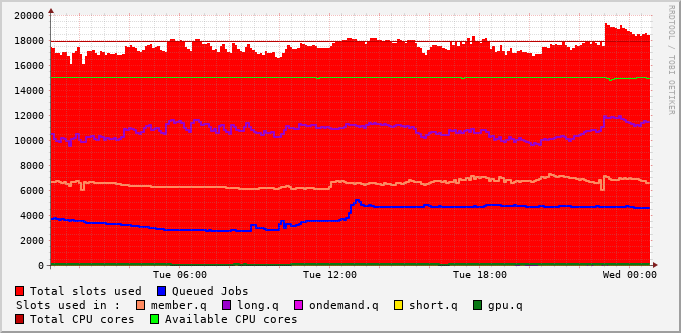 RRDTOOL / TOBI OETIKER
20000
18000
16000
14000
12000
10000
8000
6000
4000
2000
0
Tue 06:00 Tue 12:00 Tue 18:00 Wed 00:00
Total slots used Queued Jobs
Slots used in : member.q long.q ondemand.q short.q gpu.q
Total CPU cores Available CPU cores